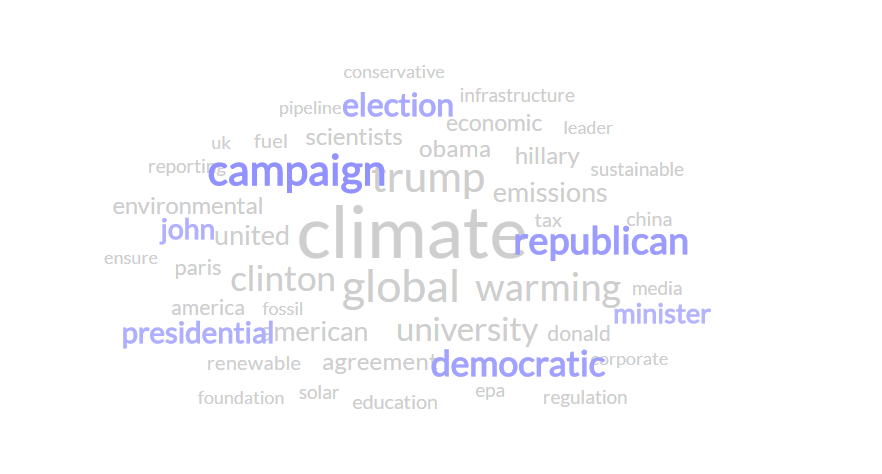 conservative
pipeline election infrastructure
economic leader
uk fuel scientists obama hillary
reporting campaign trump sustainable
emissions
environmental climate tax china
john united republican
ensure paris clinton global warming media
america fossil minister
presidential american university donald
renewable agreement democratic corporate
foundation solar education epa regulation